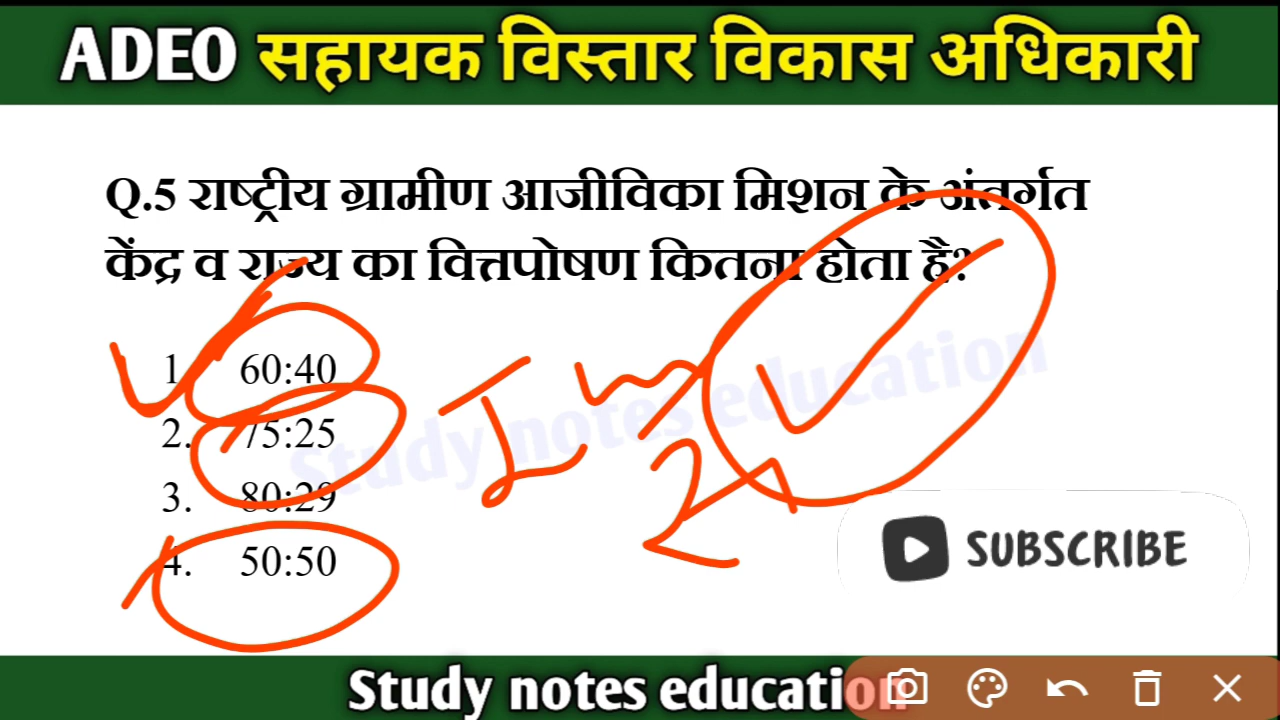 ADEO सहायक विस्तार विकास अधिकारी
Q.5 राष्ट्रीय ग्रामीण आजीविका मिशन के अंतर्गत
केंद्र व राज्य का वित्तपोषण कितना होता है?
1. 60:40
2. 75:25
3. 80:29
4. 50:50
Study notes education
SUBSCRIBE
Study notes education